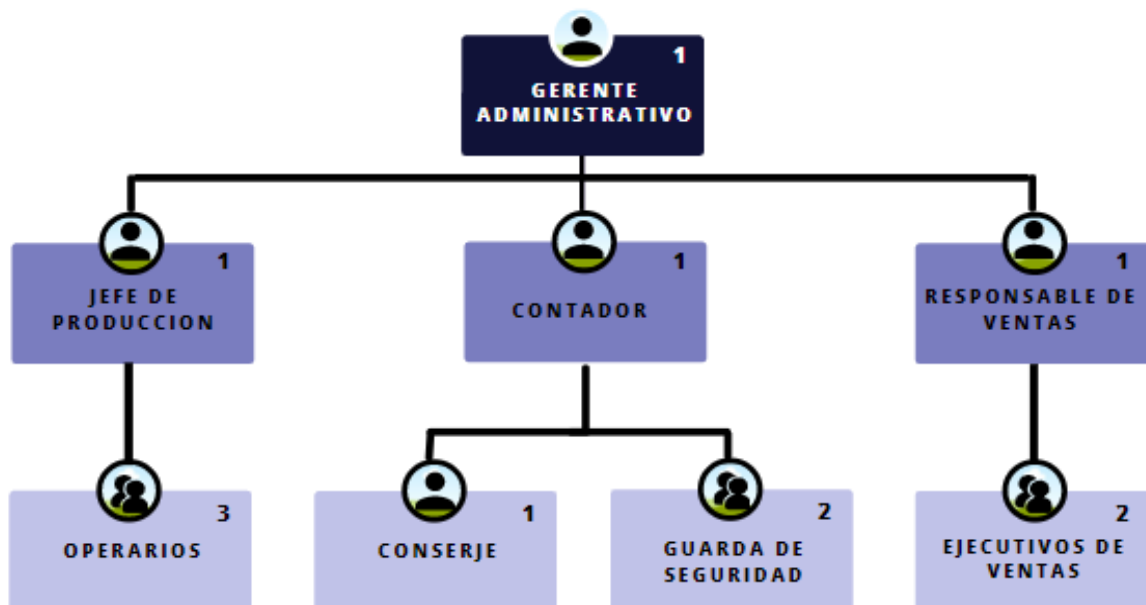 1
GERENTE
ADMINISTRATIVO
1
JEFE DE
PRODUCCION
1
CONTADOR
1
RESPONSABLE DE
VENTAS
3
OPERARIOS
1
CONSERJE
2
GUARDA DE
SEGURIDAD
2
EJECUTIVOS DE
VENTAS